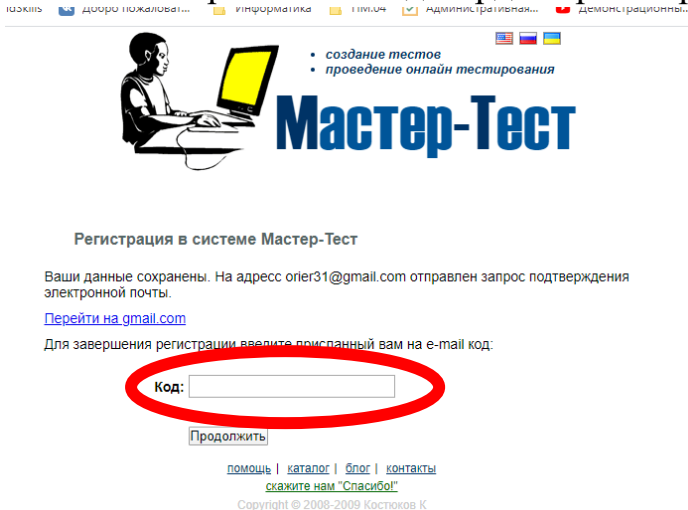 Добро пожаловат...
Информатика
ПМ.04
Административная...
Демонстрационны...
создание тестов
проведение онлайн тестирования
Мастер-Тест
Регистрация в системе Мастер-Тест
Ваши данные сохранены. На адресс orier31@gmail.com отправлен запрос подтверждения
электронной почты.
Перейти на gmail.com
Для завершения регистрации введите присланный вам на e-mail код:
Код:
Продолжить
помощь | каталог | блог | контакты
скажите нам "Спасибо!"
Copyright © 2008-2009 Костюков К